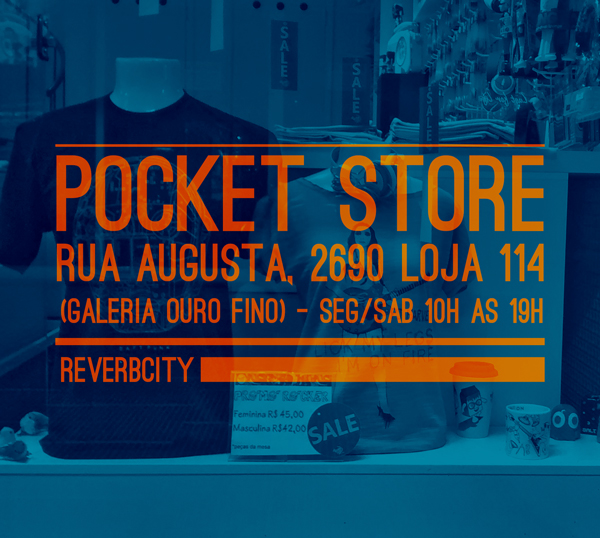 SALE
SALE
POCKET STORE
RUA AUGUSTA, 2690 LOJA 114
(GALERIA OURO FINO) - SEG/SAB 10H AS 19H
REVERBCITY
Feminina R$ 45,00
Masculina R$42,00
SALE